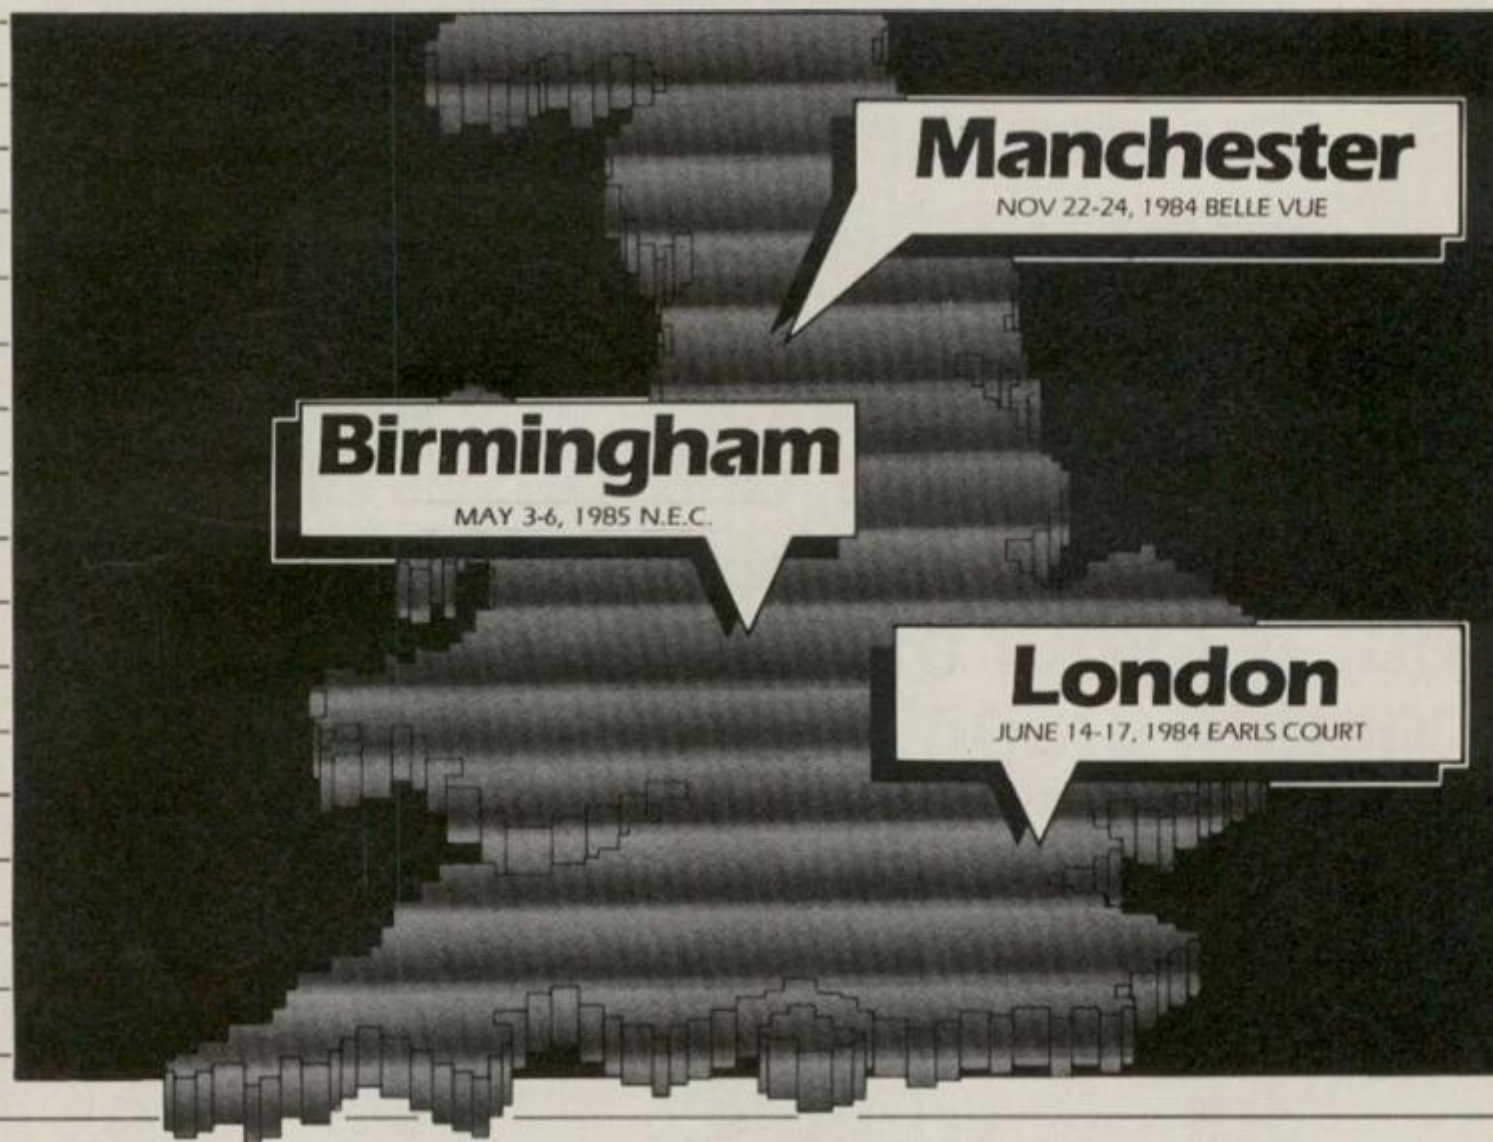 Manchester
NOV 22-24, 1984 BELLE VUE
Birmingham
MAY 3-6, 1985 N.E.C.
London
JUNE 14-17, 1984 EARLS COURT